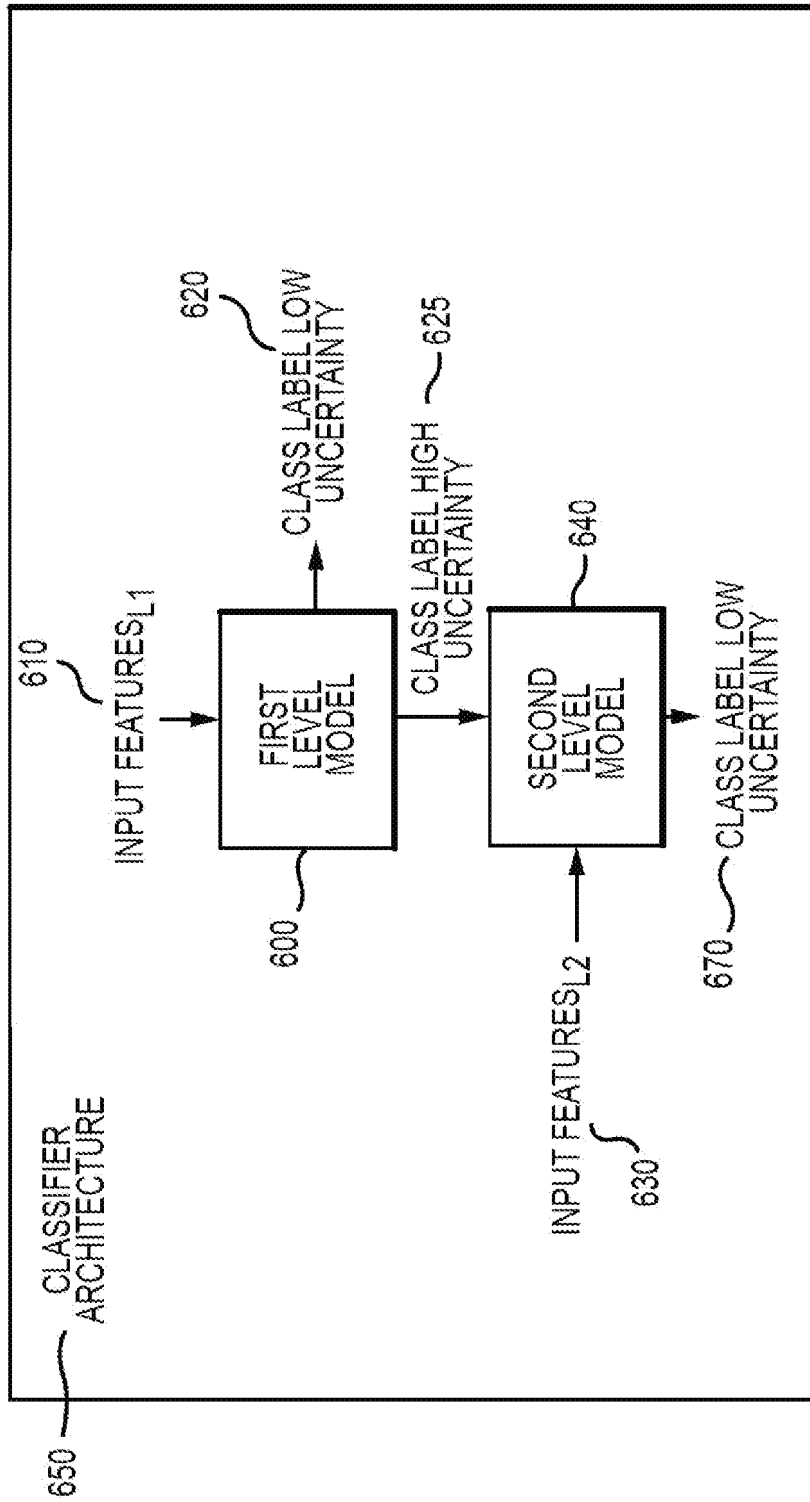 650
CLASSIFIER
ARCHITECTURE
INPUT FEATURES L2
630
600
INPUT FEATURES L1
610
FIRST
LEVEL
MODEL
CLASS LABEL LOW
UNCERTAINTY
620
CLASS LABEL HIGH
UNCERTAINTY
625
SECOND
LEVEL
MODEL
640
670
CLASS LABEL LOW
UNCERTAINTY